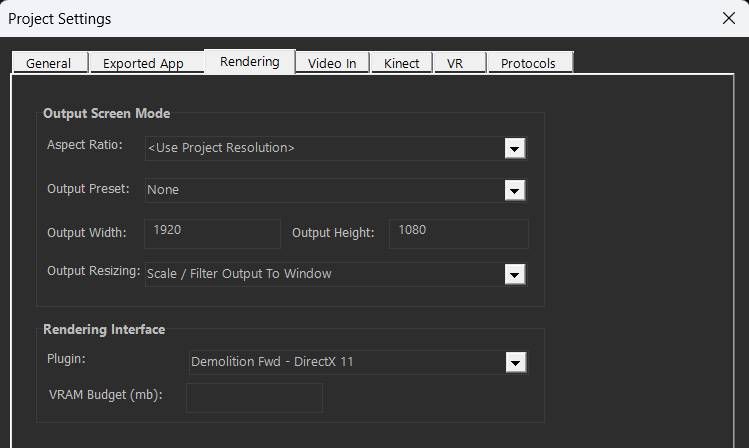 Project Settings
General Exported App Rendering Video In Kinect VR Protocols
Output Screen Mode
Aspect Ratio: <Use Project Resolution>
Output Preset: None
Output Width: 1920 Output Height: 1080
Output Resizing: Scale / Filter Output To Window
Rendering Interface
Plugin: Demolition Fwd - DirectX 11
VRAM Budget (mb):